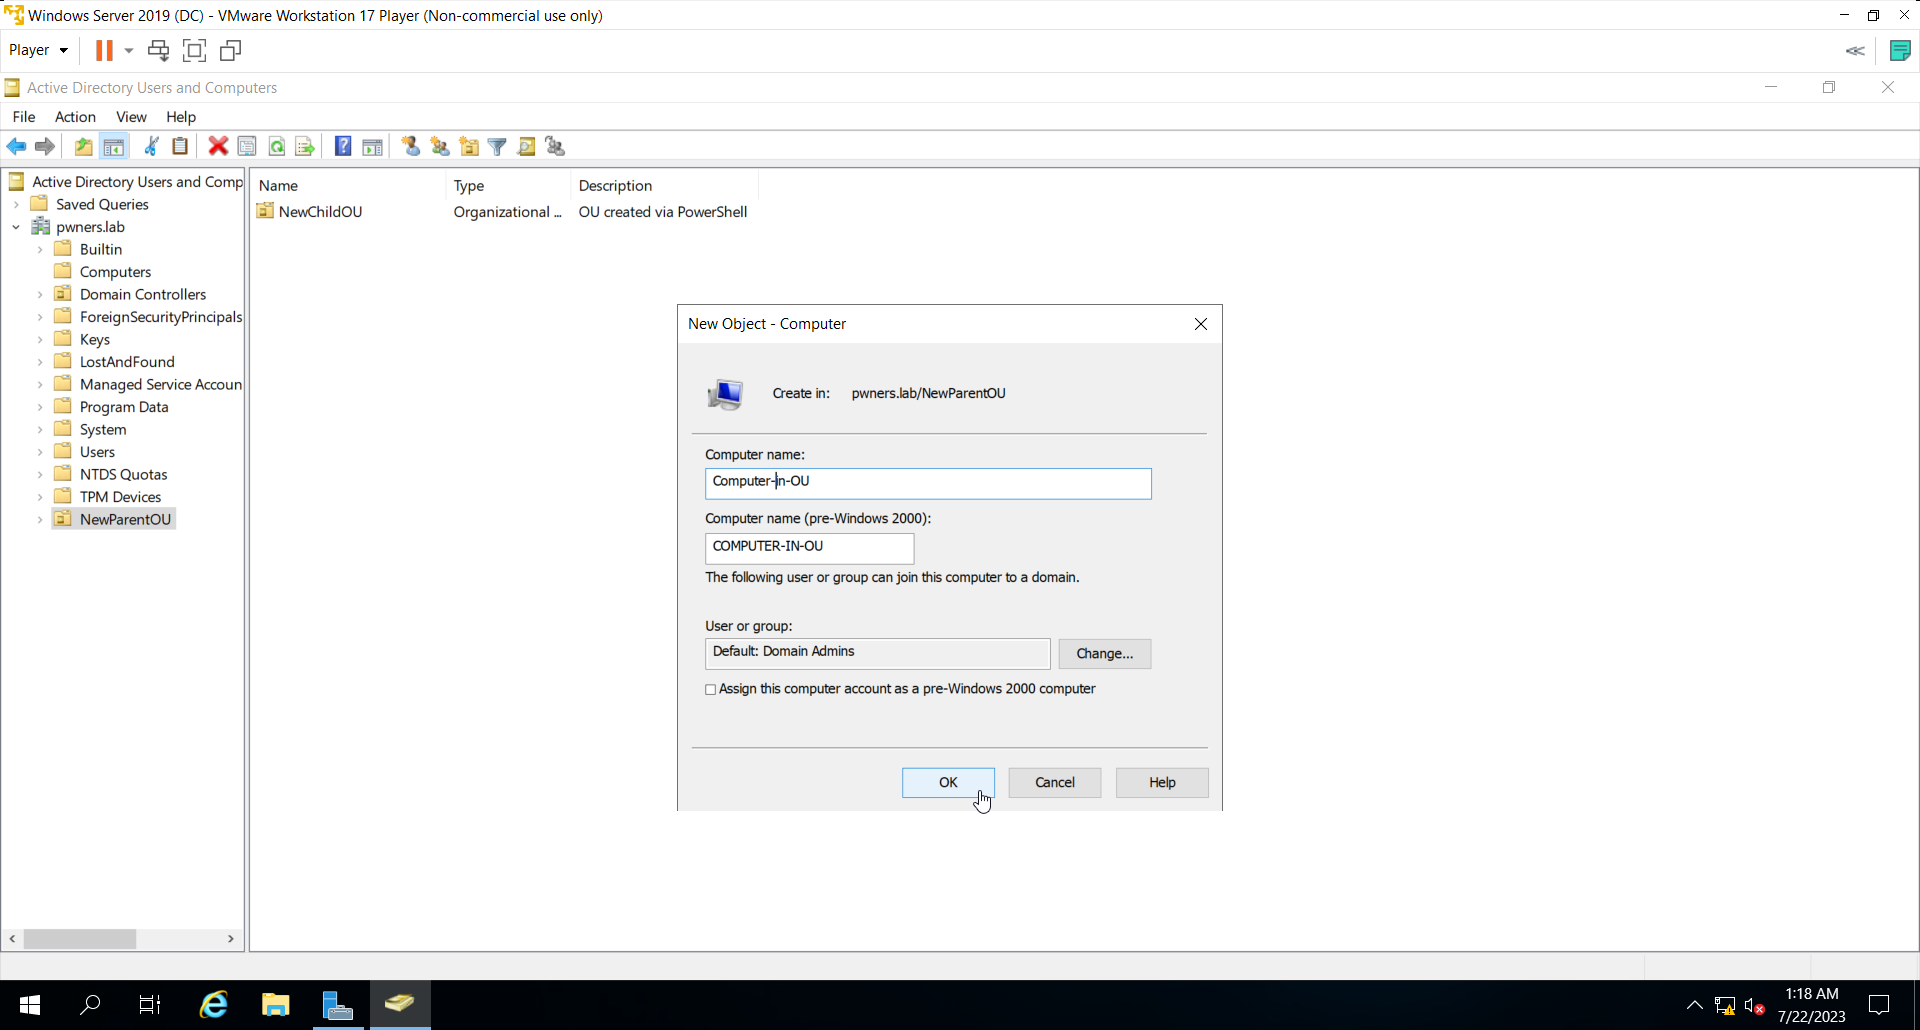 Windows Server 2019 (DC) - VMware Workstation 17 Player (Non-commercial use only)
Player
Active Directory Users and Computers
File Action View Help
Active Directory Users and Comp
Saved Queries
pwners.lab
Builtin
Computers
Domain Controllers
ForeignSecurityPrincipals
Keys
LostAndFound
Managed Service Accoun
Program Data
System
Users
NTDS Quotas
TPM Devices
NewParentOU
Name Type Description
NewChildOU Organizational ... OU created via PowerShell
New Object - Computer
Create in: pwners.lab/NewParentOU
Computer name:
Computer-in-OU
Computer name (pre-Windows 2000):
COMPUTER-IN-OU
The following user or group can join this computer to a domain.
User or group:
Default: Domain Admins
Change...
Assign this computer account as a pre-Windows 2000 computer
OK Cancel Help
1:18 AM
7/22/2023